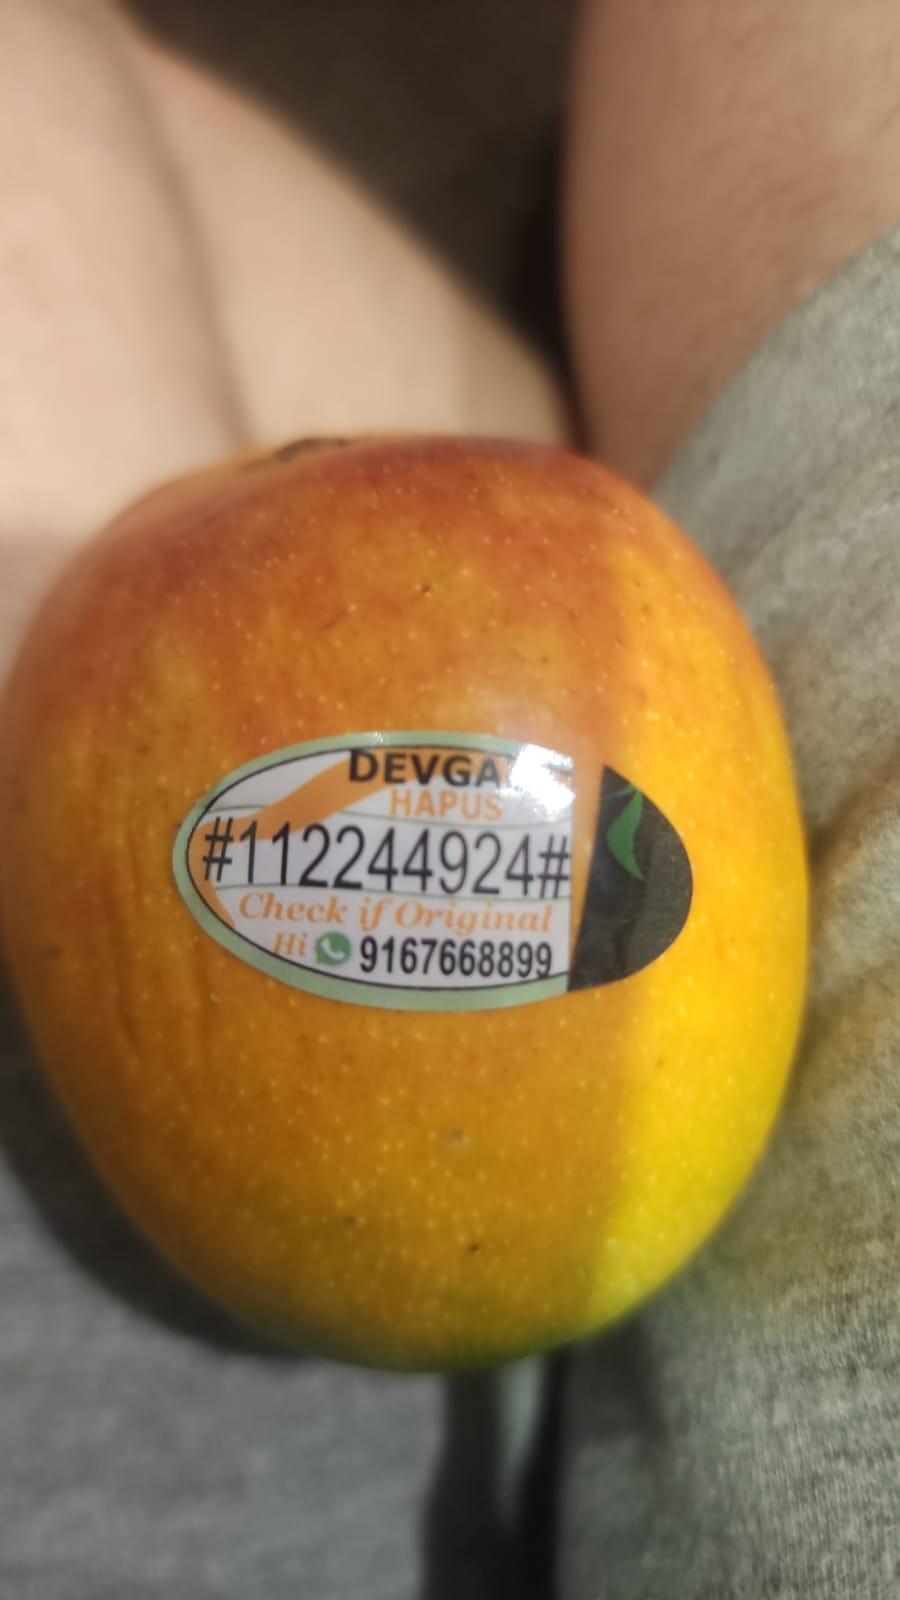 DEVGA
HAPUS
#112244924#
Check if Original
Hi 9167668899